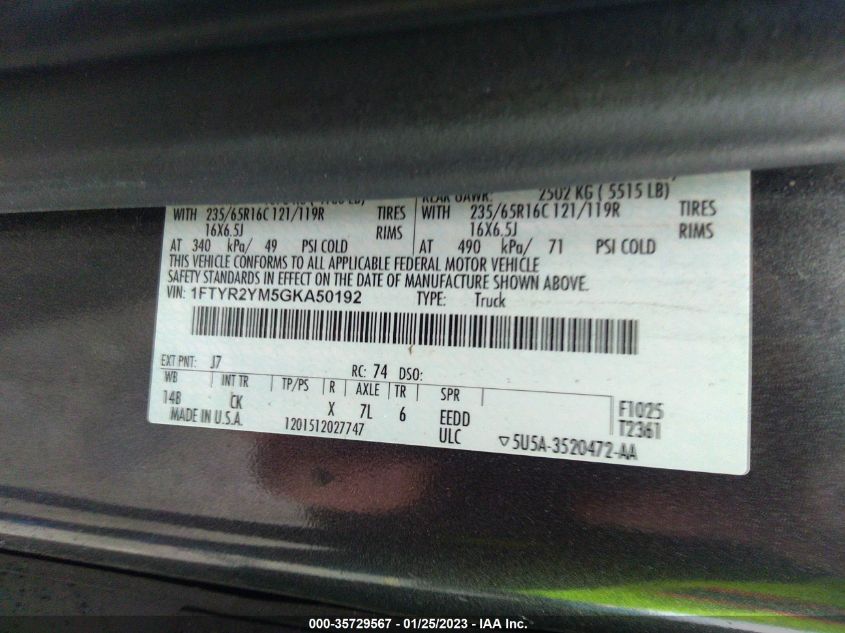 2502 KG ( 5515 LB)
WITH 235/65R16C 121/119R TIRES WITH 235/65R16C 121/119R TIRES
16X6.5J RIMS 16X6.5J RIMS
AT 340 kPa/ 49 PSI COLD AT 490 kPa/ 71 PSI COLD
THIS VEHICLE CONFORMS TO ALL APPLICABLE FEDERAL MOTOR VEHICLE
SAFETY STANDARDS IN EFFECT ON THE DATE OF MANUFACTURE SHOWN ABOVE.
VIN: 1FTYR2YM5GKA50192 TYPE: Truck
EXT PNT: J7 RC: 74 DSO:
WB INT TR TP/PS R AXLE TR SPR
148 CK X 7L 6 EEDD F1025
MADE IN U.S.A. 1201512027747 ULC T2361
▽5U5A-3520472-AA
000-35729567 - 01/25/2023 - IAA Inc.